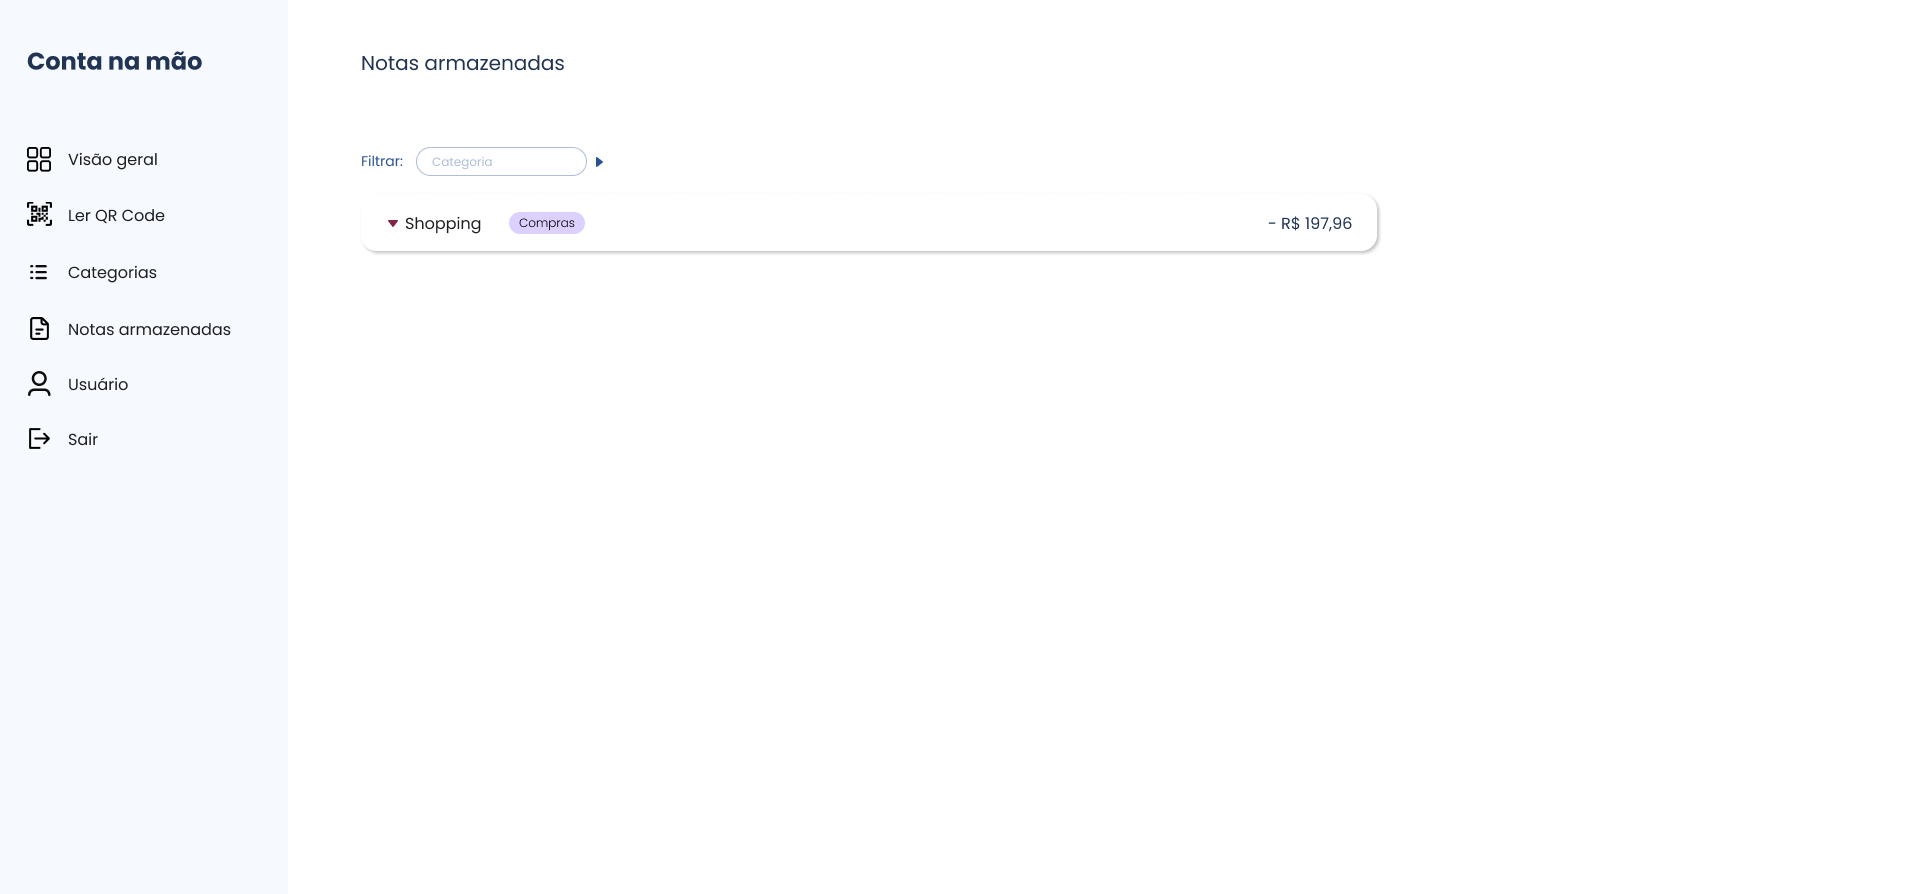 Conta na mão
Visão geral
Ler QR Code
Categorias
Notas armazenadas
Usuário
Sair
Notas armazenadas
Filtrar: Categoria
Shopping Compras - R$ 197,96